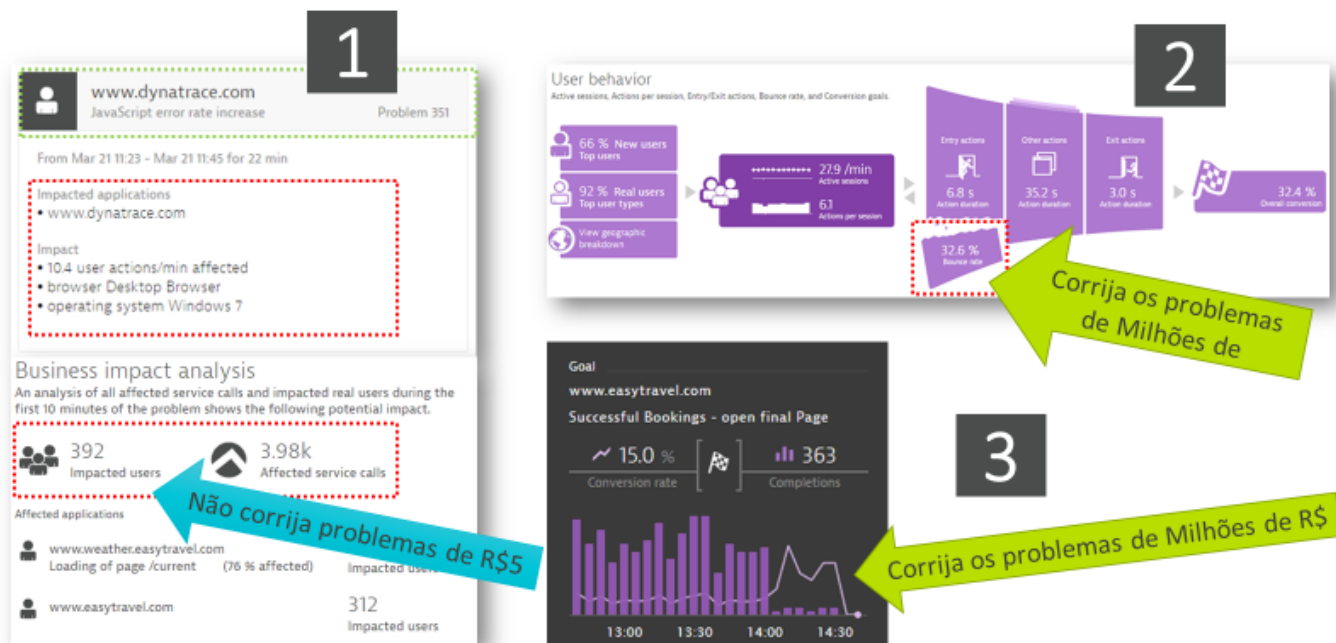 1
www.dynatrace.com
JavaScript error rate increase
Problem 351
From Mar 21 11:23 - Mar 21 11:45 for 22 min
Impacted applications
• www.dynatrace.com
Impact
• 10.4 user actions/min affected
• browser Desktop Browser
• operating system Windows 7
Business impact analysis
An analysis of all affected service calls and impacted real users during the
first 10 minutes of the problem shows the following potential impact.
392
Impacted users
3.98k
Affected service calls
Não corrija problemas de R$5
Affected applications
www.weather.easytravel.com
Loading of page /current (76 % affected)
Impacted users
www.easytravel.com
312
Impacted users
2
User behavior
Active sessions, Actions per session, Entry/Exit actions, Bounce rate, and Conversion goals.
66 % New users
Top users
92 % Real users
Top user types
View geographic
breakdown
27.9 /min
Active sessions
6.1
Actions per session
Entry actions
6.8 s
Action duration
Other actions
35.2 s
Action duration
Exit actions
3.0 s
Action duration
32.6 %
Bounce rate
32.4 %
Overall conversion
Corrija os problemas
de Milhões de
3
Goal
www.easytravel.com
Successful Bookings - open final Page
15.0 %
Conversion rate
363
Completions
13:00 13:30 14:00 14:30
Corrija os problemas de Milhões de R$